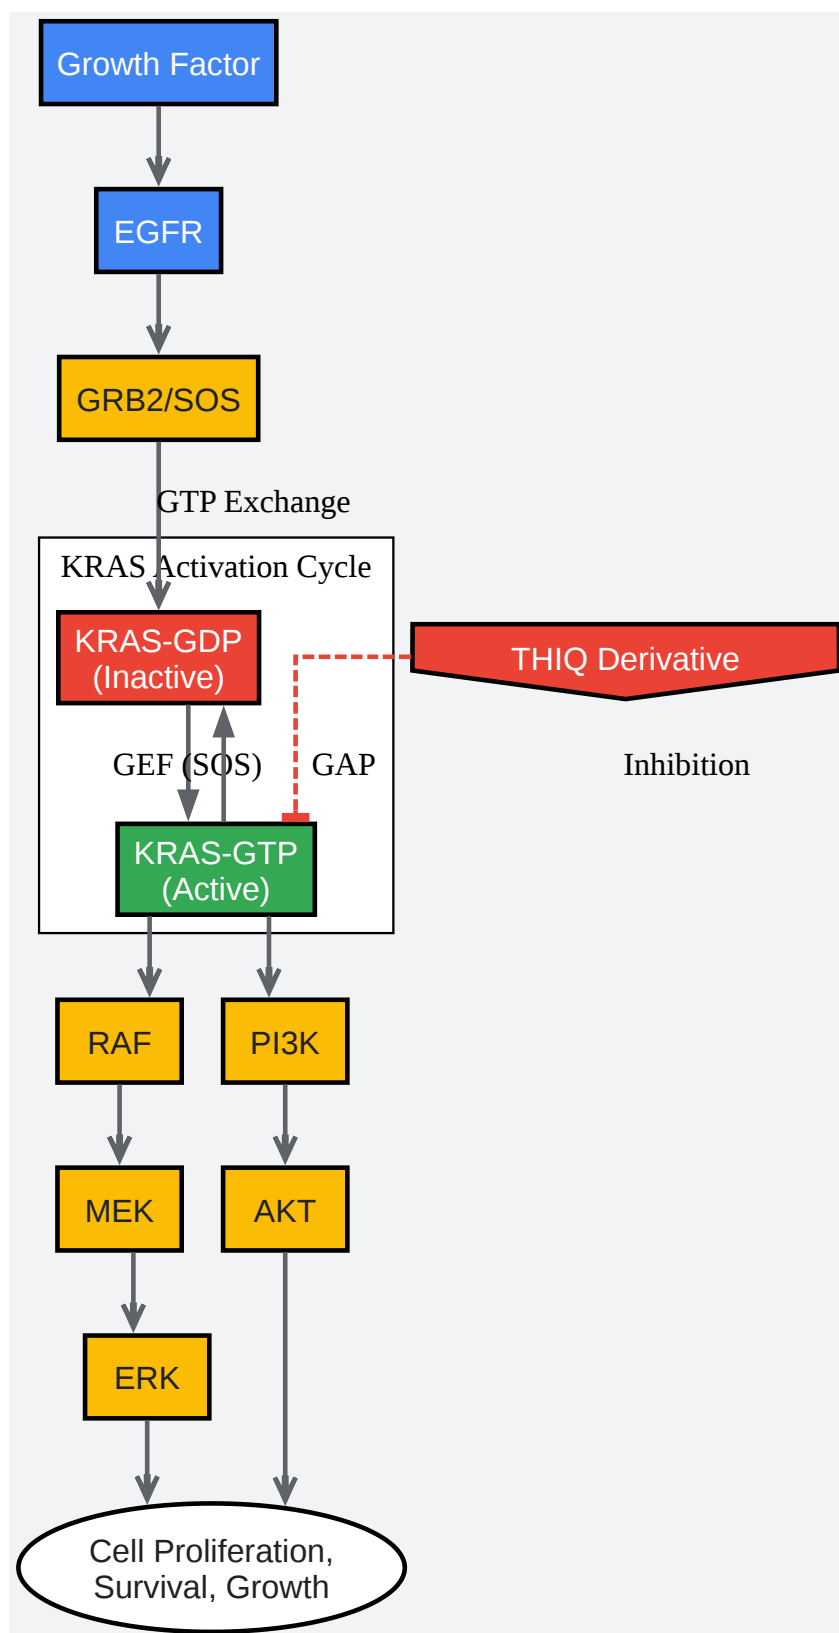 Growth Factor
EGFR
GRB2/SOS
GTP Exchange
KRAS Activation Cycle
KRAS-GDP
(Inactive)
THIQ Derivative
GEF (SOS)
GAP
Inhibition
KRAS-GTP
(Active)
RAF
PI3K
MEK
AKT
ERK
Cell Proliferation,
Survival, Growth